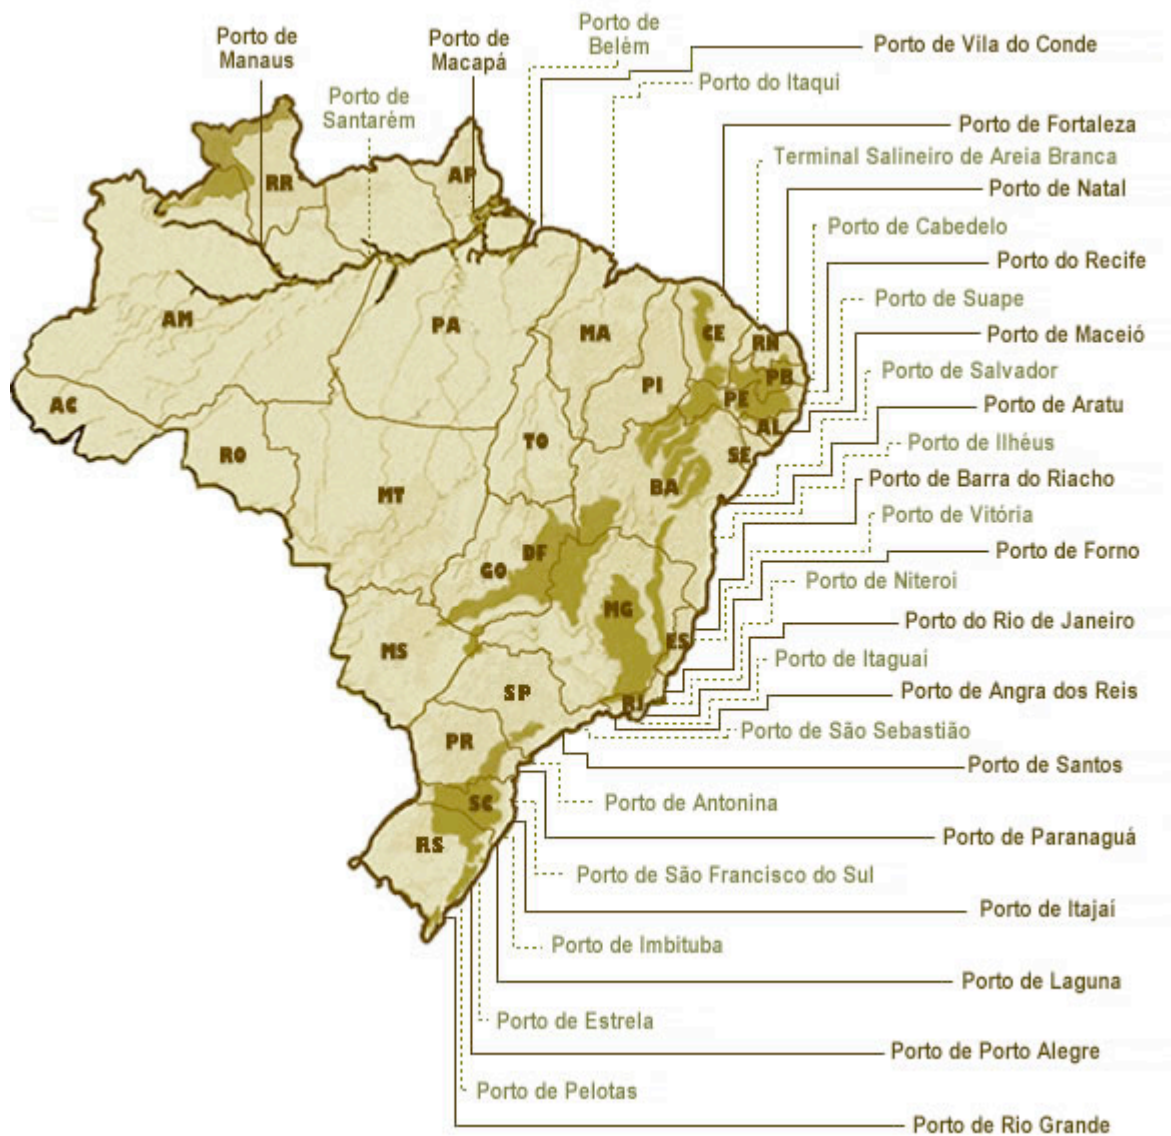 Porto de
Belém
Porto de
Manaus
Porto de
Macapá
Porto de Vila do Conde
Porto do Itaqui
Porto de
Santarém
Porto de Fortaleza
Terminal Salineiro de Areia Branca
Porto de Natal
RR
AP
Porto de Cabedelo
Porto do Recife
Porto de Suape
AM
PA
MA
CE
RN
Porto de Maceió
Porto de Salvador
PI
PB
AC
PE
Porto de Aratu
AL
RO
TO
SE
Porto de Ilhéus
MT
BA
Porto de Barra do Riacho
Porto de Vitória
DF
Porto de Forno
GO
Porto de Niteroi
MG
Porto do Rio de Janeiro
MS
ES
Porto de Itaguaí
SP
RJ
Porto de Angra dos Reis
Porto de São Sebastião
PR
Porto de Santos
SC
Porto de Antonina
RS
Porto de Paranaguá
Porto de São Francisco do Sul
Porto de Itajaí
Porto de Imbituba
Porto de Laguna
Porto de Estrela
Porto de Porto Alegre
Porto de Pelotas
Porto de Rio Grande